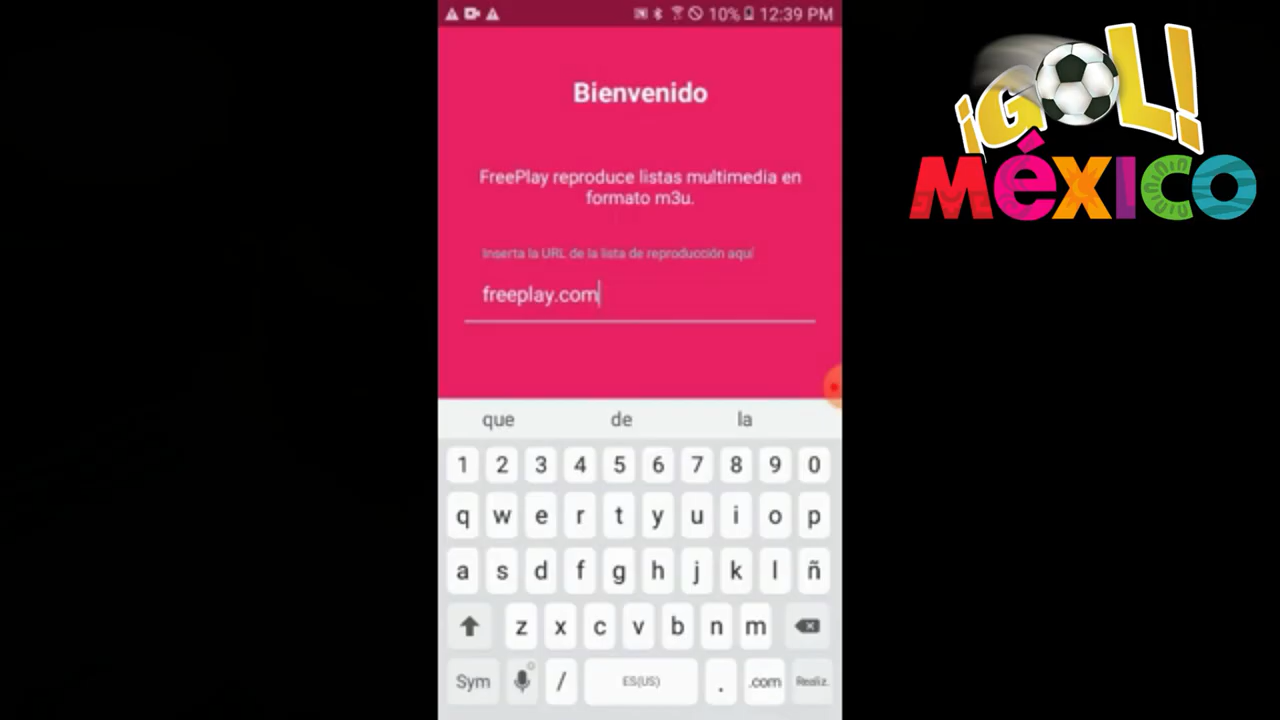 10% 12:39 PM
¡GOL!
México
Bienvenido
FreePlay reproduce listas multimedia en
formato m3u.
Inserta la URL de la lista de reproducción aquí
freeplay.com
que de la
1 2 3 4 5 6 7 8 9 0
q w e r t y u i o p
a s d f g h j k l ñ
z x c v b n m
Sym / ES(US) . .com Realiz.